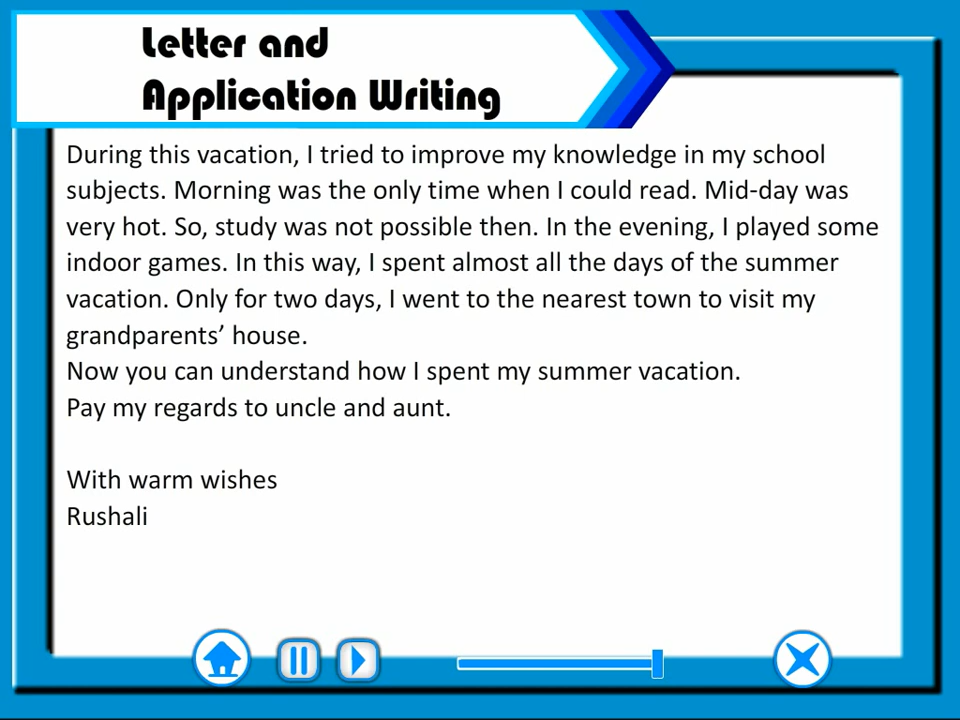 Letter and
Application Writing
During this vacation, I tried to improve my knowledge in my school
subjects. Morning was the only time when I could read. Mid-day was
very hot. So, study was not possible then. In the evening, I played some
indoor games. In this way, I spent almost all the days of the summer
vacation. Only for two days, I went to the nearest town to visit my
grandparents’ house.
Now you can understand how I spent my summer vacation.
Pay my regards to uncle and aunt.
With warm wishes
Rushali